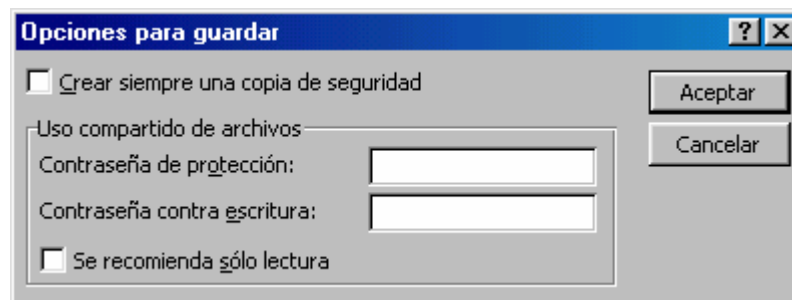 Opciones para guardar
Crear siempre una copia de seguridad
Aceptar
Uso compartido de archivos
Cancelar
Contraseña de protección:
Contraseña contra escritura:
Se recomienda sólo lectura